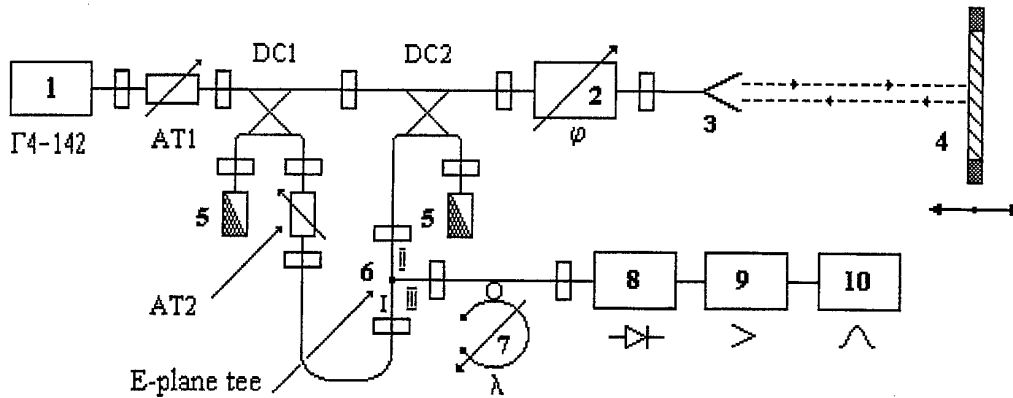 DC1
DC2
1
2
3
4
Г4-142
AT1
φ
5
5
AT2
6
II
I
III
7
λ
8
9
10
E-plane tee